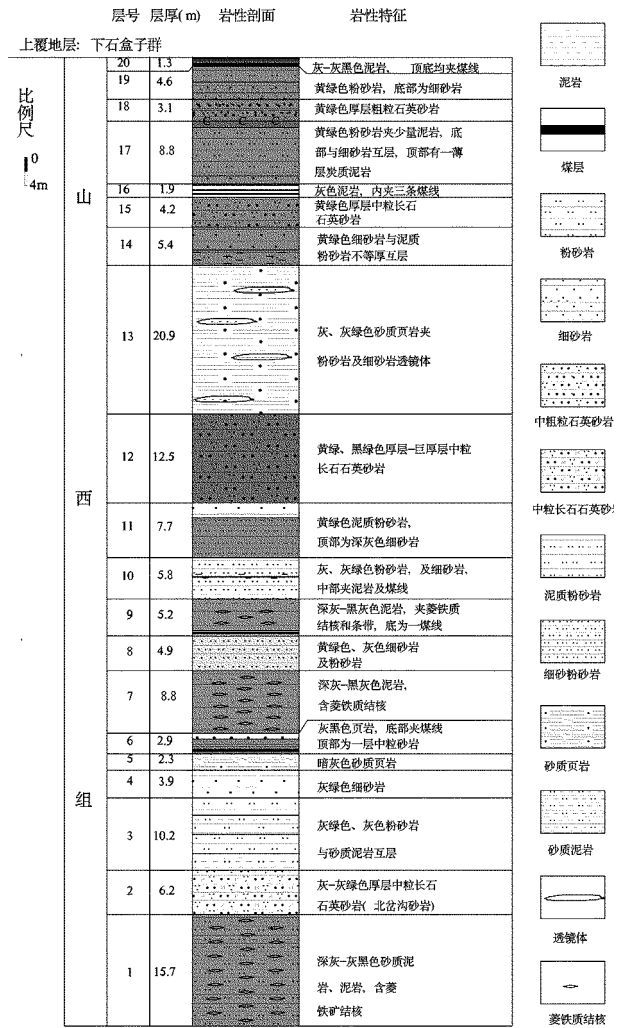 层号 层厚(m) 岩性剖面 岩性特征
上覆地层: 下石盒子群
比例尺
0
4m
山
西
组
20 1.3 灰-灰黑色泥岩, 顶底均夹煤线
19 4.6 黄绿色粉砂岩, 底部为细砂岩
18 3.1 黄绿色厚层粗粒石英砂岩
C C C
17 8.8 黄绿色粉砂岩夹少量泥岩, 底
部与细砂岩互层, 顶部有一薄
层炭质泥岩
16 1.9 灰色泥岩, 内夹三条煤线
15 4.2 黄绿色厚层中粒长石
石英砂岩
14 5.4 黄绿色细砂岩与泥质
粉砂岩不等厚互层
13 20.9 灰、灰绿色砂质页岩夹
粉砂岩及细砂岩透镜体
12 12.5 黄绿、黑绿色厚层-巨厚层中粒
长石石英砂岩
11 7.7 黄绿色泥质粉砂岩,
顶部为深灰色细砂岩
10 5.8 灰、灰绿色粉砂岩, 及细砂岩,
中部夹泥岩及煤线
9 5.2 深灰-黑灰色泥岩, 夹菱铁质
结核和条带, 底为一煤线
8 4.9 黄绿色、灰色细砂岩
及粉砂岩
7 8.8 深灰-黑灰色泥岩,
含菱铁质结核
6 2.9 灰黑色页岩, 底部夹煤线
顶部为一层中粒砂岩
5 2.3 暗灰色砂质页岩
4 3.9 灰绿色细砂岩
3 10.2 灰绿色、灰色粉砂岩
与砂质泥岩互层
2 6.2 灰-灰绿色厚层中粒长石
石英砂岩( 北岔沟砂岩)
1 15.7 深灰-灰黑色砂质泥
岩、泥岩, 含菱
铁矿结核
泥岩
煤层
粉砂岩
细砂岩
中粗粒石英砂岩
中粒长石石英砂
泥质粉砂岩
细砂粉砂岩
砂质页岩
砂质泥岩
透镜体
菱铁质结核